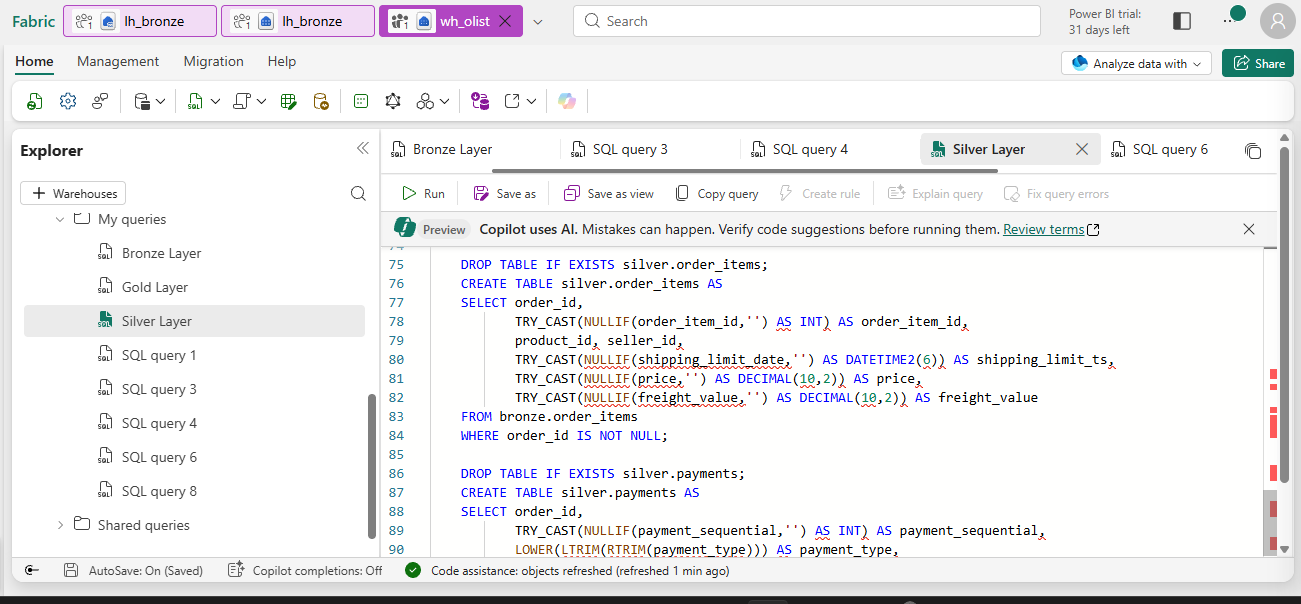 Fabric
lh_bronze
lh_bronze
wh_olist
Search
Power BI trial:
31 days left
Home Management Migration Help
Analyze data with
Share
Explorer
Warehouses
My queries
Bronze Layer
Gold Layer
Silver Layer
SQL query 1
SQL query 3
SQL query 4
SQL query 6
SQL query 8
Shared queries
Bronze Layer
SQL query 3
SQL query 4
Silver Layer
SQL query 6
Run Save as Save as view Copy query Create rule Explain query Fix query errors
Preview Copilot uses AI. Mistakes can happen. Verify code suggestions before running them. Review terms
74
75 DROP TABLE IF EXISTS silver.order_items;
76 CREATE TABLE silver.order_items AS
77 SELECT order_id,
78 TRY_CAST(NULLIF(order_item_id,'') AS INT) AS order_item_id,
79 product_id, seller_id,
80 TRY_CAST(NULLIF(shipping_limit_date,'') AS DATETIME2(6)) AS shipping_limit_ts,
81 TRY_CAST(NULLIF(price,'') AS DECIMAL(10,2)) AS price,
82 TRY_CAST(NULLIF(freight_value,'') AS DECIMAL(10,2)) AS freight_value
83 FROM bronze.order_items
84 WHERE order_id IS NOT NULL;
85
86 DROP TABLE IF EXISTS silver.payments;
87 CREATE TABLE silver.payments AS
88 SELECT order_id,
89 TRY_CAST(NULLIF(payment_sequential,'') AS INT) AS payment_sequential,
90 LOWER(LTRIM(RTRIM(payment_type))) AS payment_type,
AutoSave: On (Saved)
Copilot completions: Off
Code assistance: objects refreshed (refreshed 1 min ago)